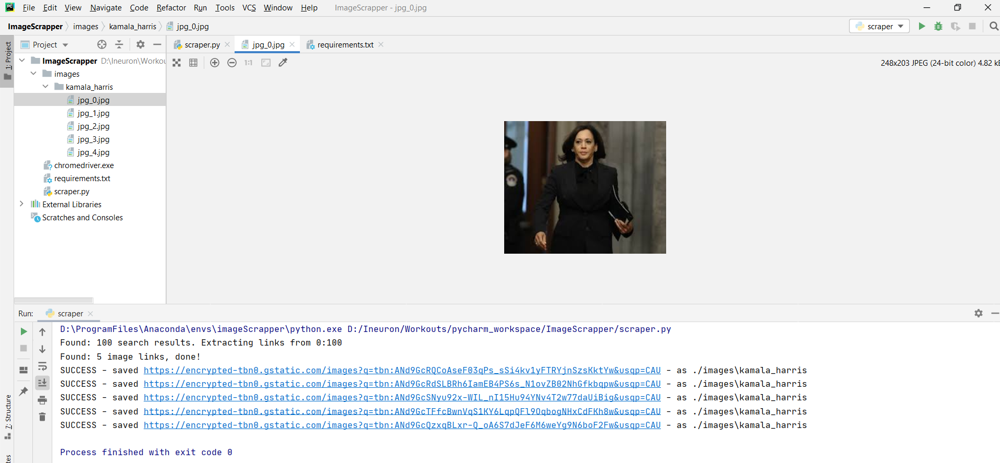 File Edit View Navigate Code Refactor Run Tools VCS Window Help ImageScrapper - jpg_0.jpg
ImageScrapper images kamala_harris jpg_0.jpg scraper
1: Project
Project scraper.py jpg_0.jpg requirements.txt
ImageScrapper D:\Ineuron\Workou
1:1 248x203 JPEG (24-bit color) 4.82 kB
images
kamala_harris
jpg_0.jpg
jpg_1.jpg
jpg_2.jpg
jpg_3.jpg
jpg_4.jpg
chromedriver.exe
requirements.txt
scraper.py
External Libraries
Scratches and Consoles
Run: scraper
D:\ProgramFiles\Anaconda\envs\imageScrapper\python.exe D:/Ineuron/Workouts/pycharm_workspace/ImageScrapper/scraper.py
Found: 100 search results. Extracting links from 0:100
Found: 5 image links, done!
SUCCESS - saved https://encrypted-tbn0.gstatic.com/images?q=tbn:ANd9GcRQCoAseF03qPs_sSi4kv1yFTRYjnSzsKktYw&usqp=CAU - as ./images\kamala_harris
SUCCESS - saved https://encrypted-tbn0.gstatic.com/images?q=tbn:ANd9GcRdSLBRh6IamEB4PS6s_N1ovZB02NhGfkbqpw&usqp=CAU - as ./images\kamala_harris
SUCCESS - saved https://encrypted-tbn0.gstatic.com/images?q=tbn:ANd9GcSNyu92x-WIL_nI15Hu94YNv4T2w77daUiBig&usqp=CAU - as ./images\kamala_harris
SUCCESS - saved https://encrypted-tbn0.gstatic.com/images?q=tbn:ANd9GcTFfcBwnVqS1KY6LqpQFl9OqbogNHxCdFKh8w&usqp=CAU - as ./images\kamala_harris
SUCCESS - saved https://encrypted-tbn0.gstatic.com/images?q=tbn:ANd9GcQzxqBLxr-Q_oA6S7dJeF6M6weYg9N6boF2Fw&usqp=CAU - as ./images\kamala_harris
7: Structure
Process finished with exit code 0